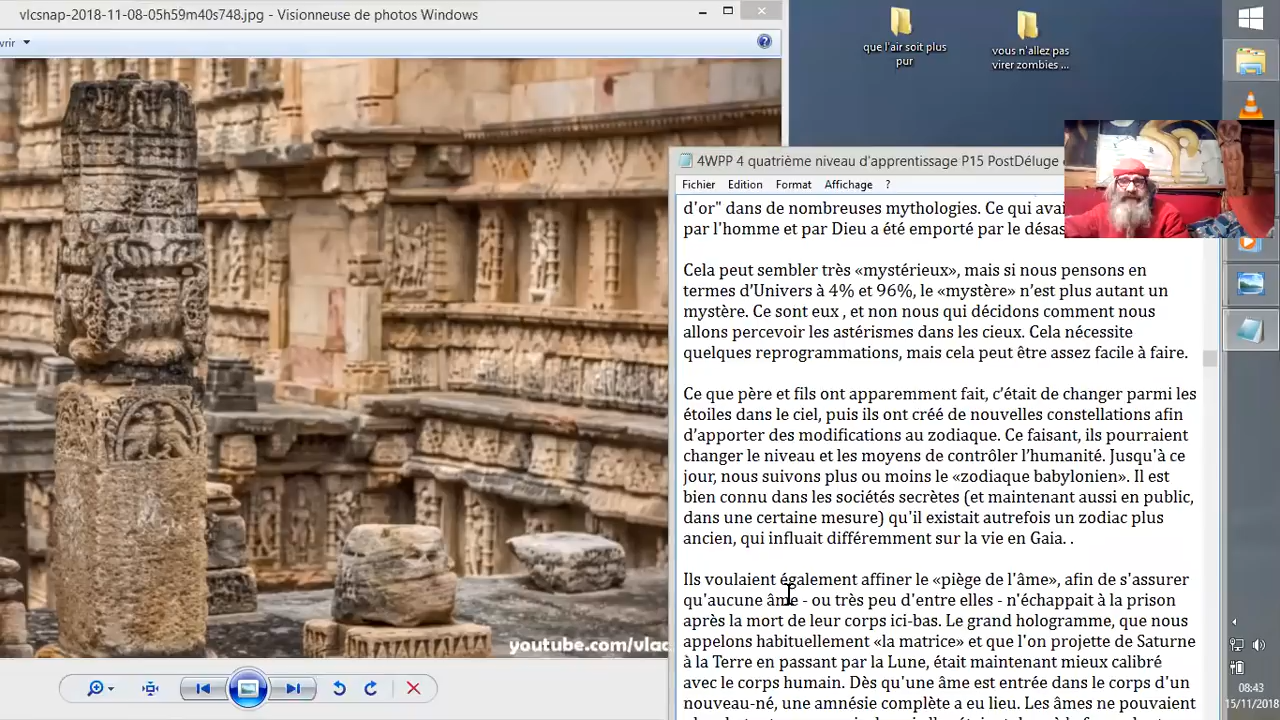 vlcsnap-2018-11-08-05h59m40s748.jpg - Visionneuse de photos Windows
vrir
que l'air soit plus
pur
vous n'allez pas
virer zombies ...
4WPP 4 quatrième niveau d'apprentissage P15 PostDéluge
Fichier Edition Format Affichage ?
d'or" dans de nombreuses mythologies. Ce qui avai
par l'homme et par Dieu a été emporté par le désas
Cela peut sembler très «mystérieux», mais si nous pensons en
termes d'Univers à 4% et 96%, le «mystère» n'est plus autant un
mystère. Ce sont eux , et non nous qui décidons comment nous
allons percevoir les astérismes dans les cieux. Cela nécessite
quelques reprogrammations, mais cela peut être assez facile à faire.
Ce que père et fils ont apparemment fait, c'était de changer parmi les
étoiles dans le ciel, puis ils ont créé de nouvelles constellations afin
d'apporter des modifications au zodiaque. Ce faisant, ils pourraient
changer le niveau et les moyens de contrôler l'humanité. Jusqu'à ce
jour, nous suivons plus ou moins le «zodiaque babylonien». Il est
bien connu dans les sociétés secrètes (et maintenant aussi en public,
dans une certaine mesure) qu'il existait autrefois un zodiac plus
ancien, qui influait différemment sur la vie en Gaia. .
Ils voulaient également affiner le «piège de l'âme», afin de s'assurer
qu'aucune âme - ou très peu d'entre elles - n'échappait à la prison
après la mort de leur corps ici-bas. Le grand hologramme, que nous
appelons habituellement «la matrice» et que l'on projette de Saturne
à la Terre en passant par la Lune, était maintenant mieux calibré
avec le corps humain. Dès qu'une âme est entrée dans le corps d'un
nouveau-né, une amnésie complète a eu lieu. Les âmes ne pouvaient
youtube.com/vlad
08:43
15/11/2018